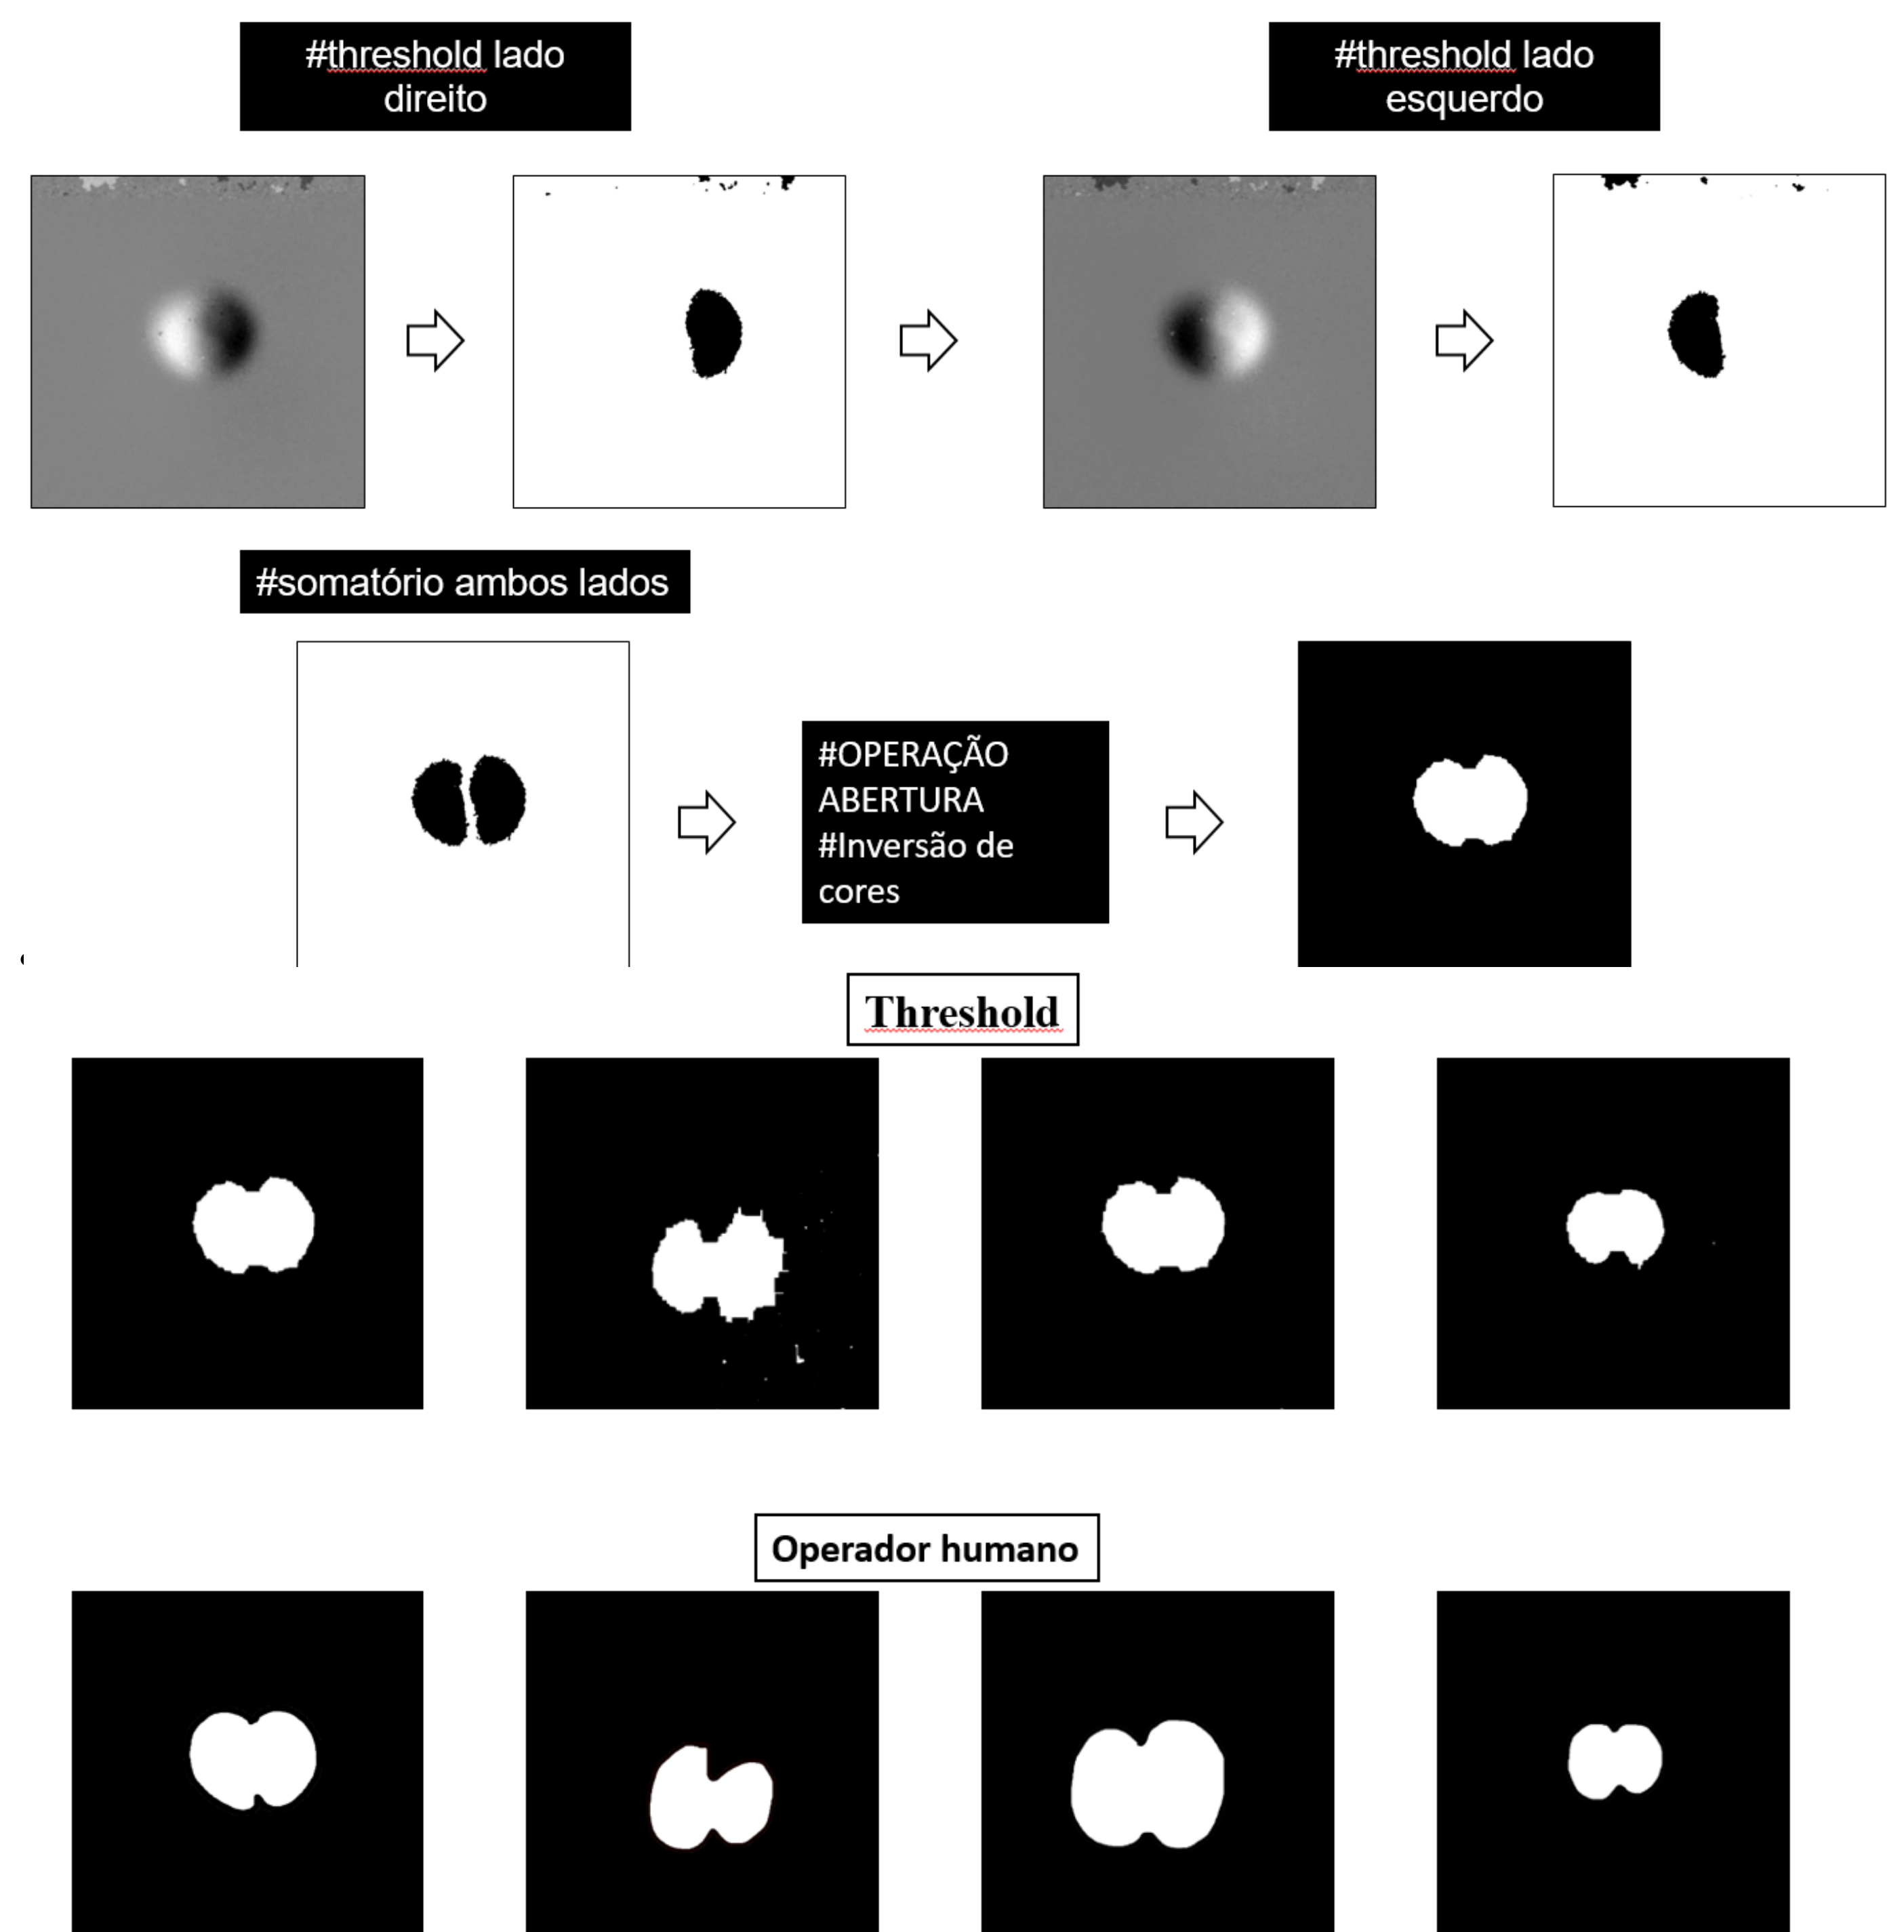 #threshold lado
direito
#threshold lado
esquerdo
#somatório ambos lados
#OPERAÇÃO
ABERTURA
#Inversão de
cores
Threshold
Operador humano